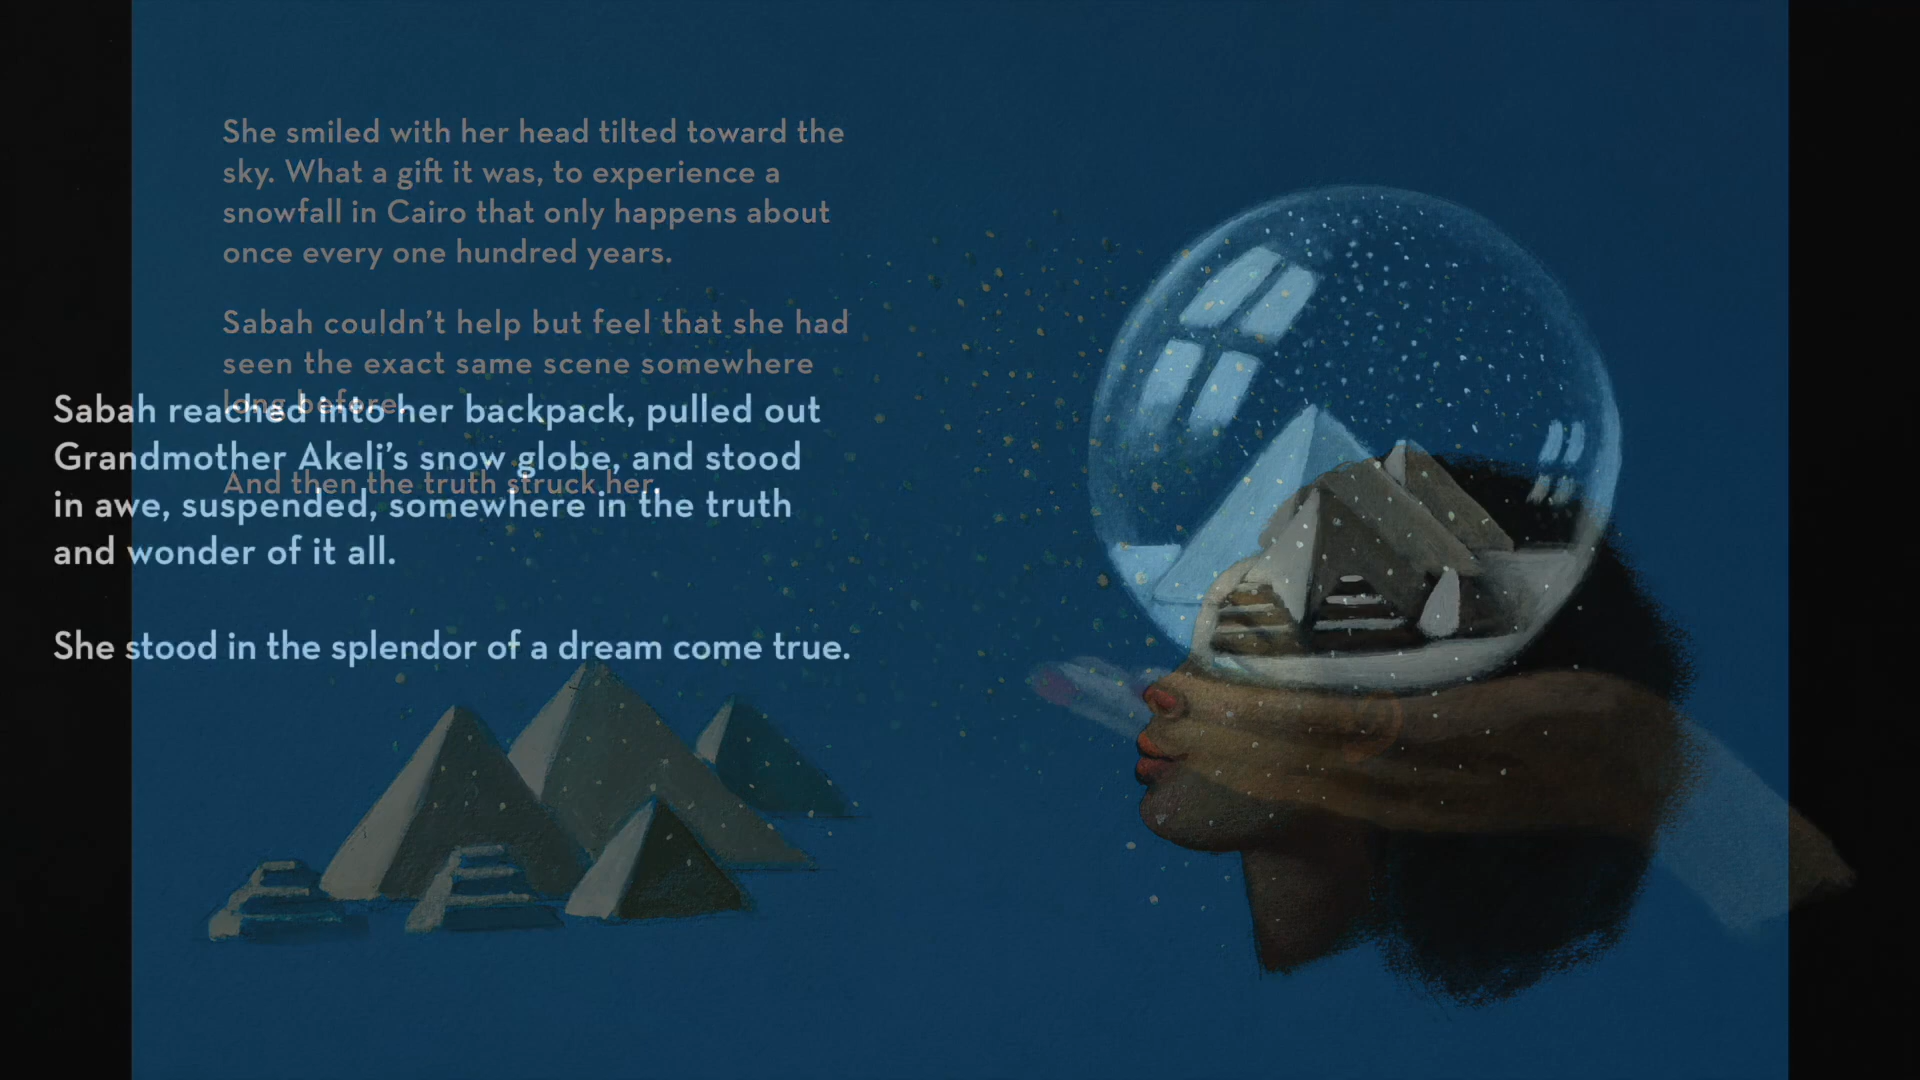 She smiled with her head tilted toward the
sky. What a gift it was, to experience a
snowfall in Cairo that only happens about
once every one hundred years.
Sabah couldn't help but feel that she had
seen the exact same scene somewhere
long before.
And then the truth struck her.
Sabah reached into her backpack, pulled out
Grandmother Akeli's snow globe, and stood
in awe, suspended, somewhere in the truth
and wonder of it all.
She stood in the splendor of a dream come true.